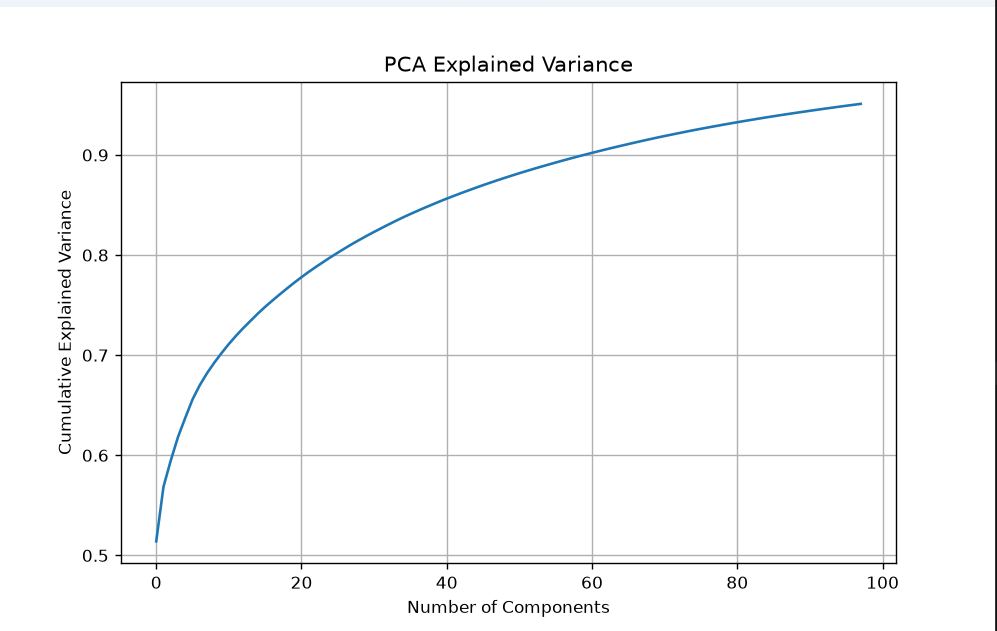 PCA Explained Variance
Cumulative Explained Variance
0.9
0.8
0.7
0.6
0.5
0 20 40 60 80 100
Number of Components